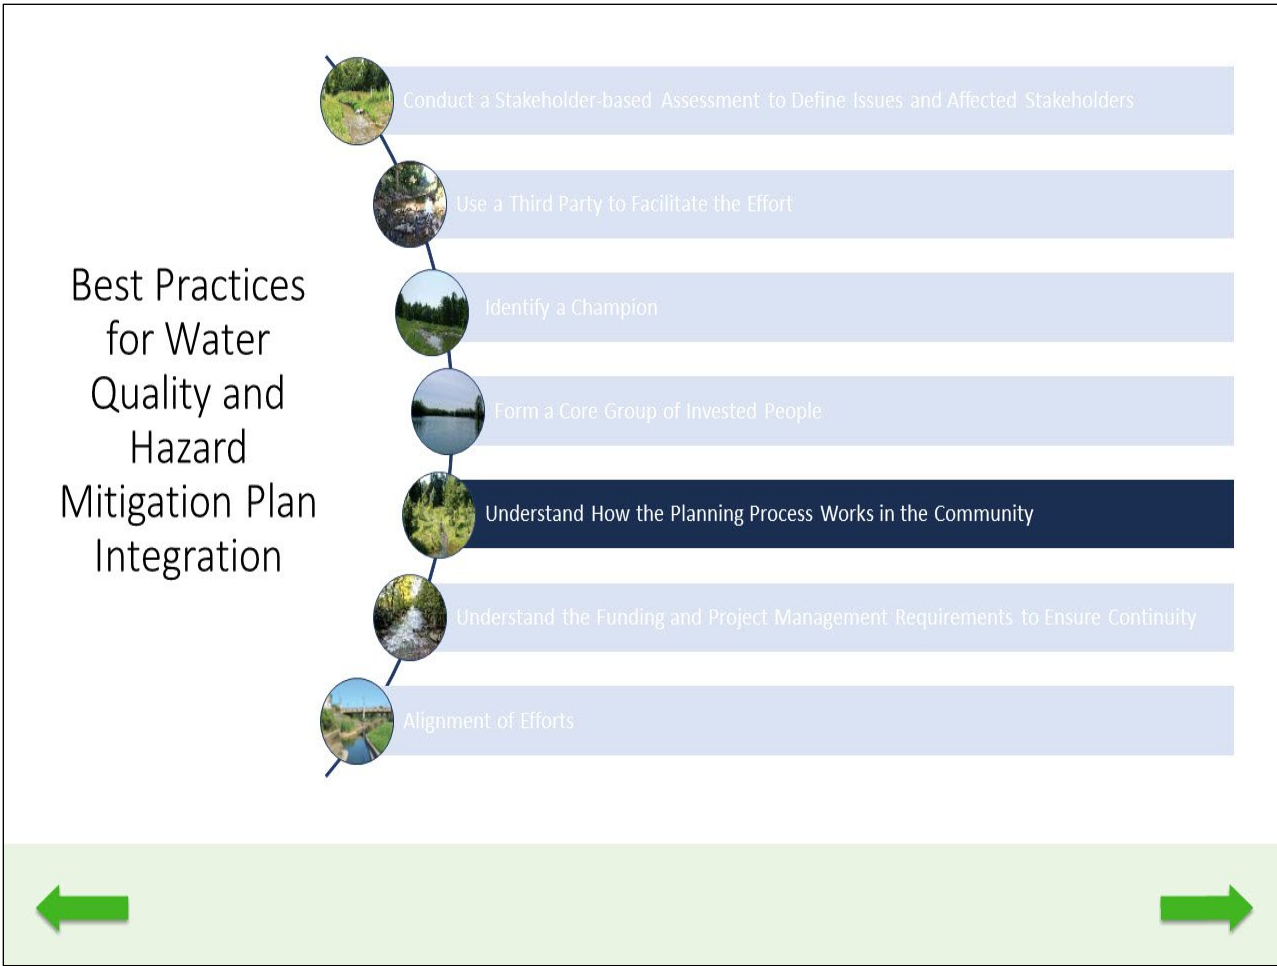 Best Practices
for Water
Quality and
Hazard
Mitigation Plan
Integration
Conduct a Stakeholder-based Assessment to Define Issues and Affected Stakeholders
Use a Third Party to Facilitate the Effort
Identify a Champion
Form a Core Group of Invested People
Understand How the Planning Process Works in the Community
Understand the Funding and Project Management Requirements to Ensure Continuity
Alignment of Efforts